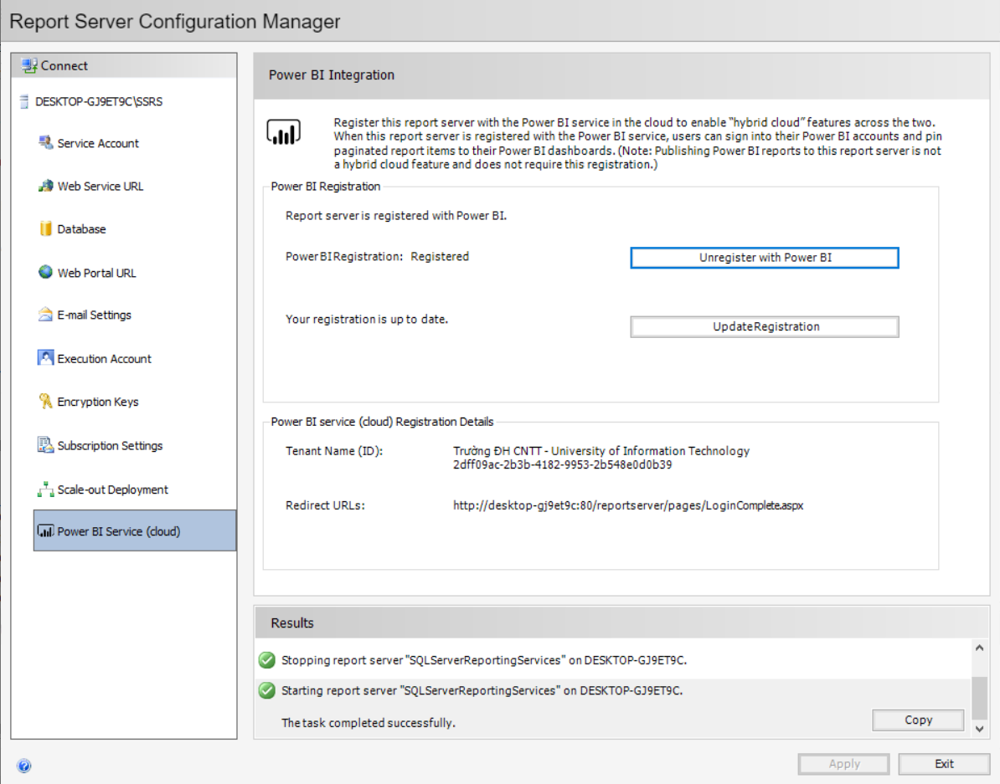 Report Server Configuration Manager
Connect
DESKTOP-GJ9ET9C\SSRS
Service Account
Web Service URL
Database
Web Portal URL
E-mail Settings
Execution Account
Encryption Keys
Subscription Settings
Scale-out Deployment
Power BI Service (cloud)
Power BI Integration
Register this report server with the Power BI service in the cloud to enable "hybrid cloud" features across the two.
When this report server is registered with the Power BI service, users can sign into their Power BI accounts and pin
paginated report items to their Power BI dashboards. (Note: Publishing Power BI reports to this report server is not
a hybrid cloud feature and does not require this registration.)
Power BI Registration
Report server is registered with Power BI.
Power BI Registration: Registered
Unregister with Power BI
Your registration is up to date.
Update Registration
Power BI service (cloud) Registration Details
Tenant Name (ID):
Trường ĐH CNTT - University of Information Technology
2dff09ac-2b3b-4182-9953-2b548e0d0b39
Redirect URLs:
http://desktop-gj9et9c:80/reportserver/pages/LoginComplete.aspx
Results
Stopping report server "SQLServerReportingServices" on DESKTOP-GJ9ET9C.
Starting report server "SQLServerReportingServices" on DESKTOP-GJ9ET9C.
The task completed successfully.
Copy
Apply
Exit